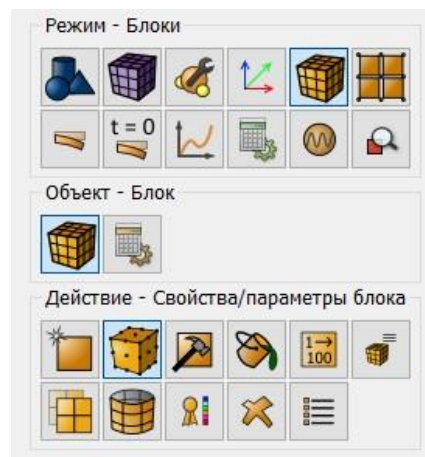 Режим - Блоки
t = 0
Объект - Блок
Действие - Свойства/параметры блока
1→
100